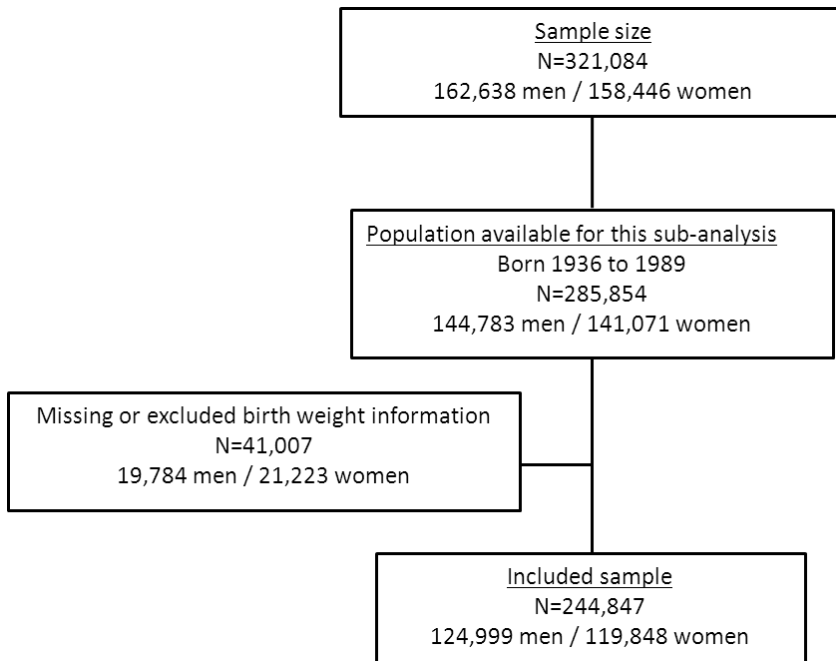 Sample size
N=321,084
162,638 men / 158,446 women
Population available for this sub-analysis
Born 1936 to 1989
N=285,854
144,783 men / 141,071 women
Missing or excluded birth weight information
N=41,007
19,784 men / 21,223 women
Included sample
N=244,847
124,999 men / 119,848 women